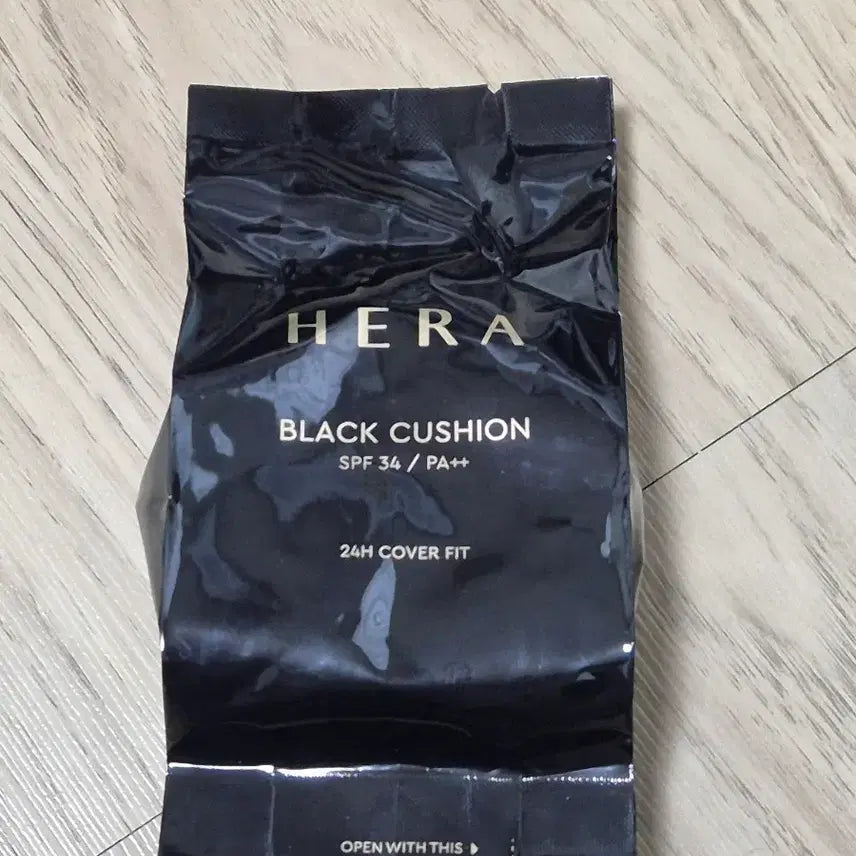 HERA
BLACK CUSHION
SPF 34 / PA++
24H COVER FIT
OPEN WITH THIS